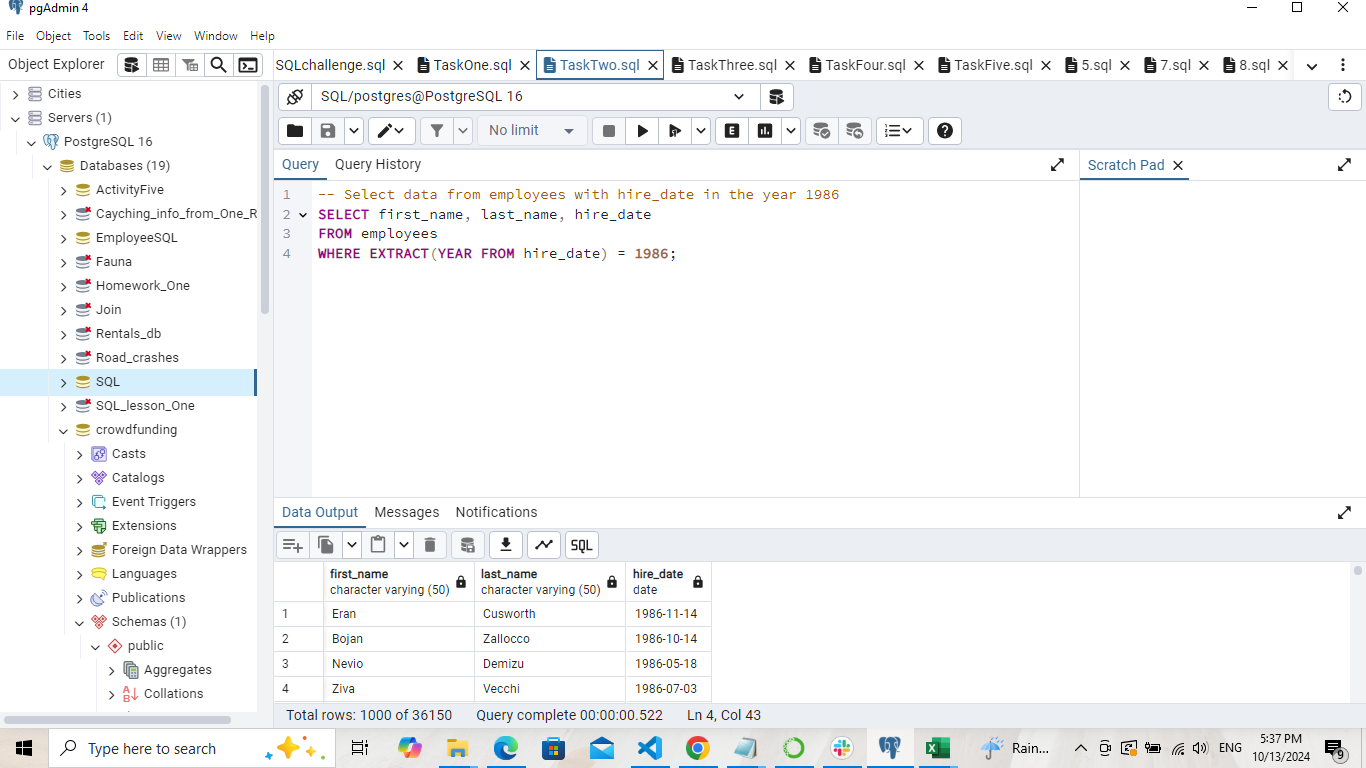 pgAdmin 4
File Object Tools Edit View Window Help
Object Explorer
SQLchallenge.sql TaskOne.sql TaskTwo.sql TaskThree.sql TaskFour.sql TaskFive.sql 5.sql 7.sql 8.sql
Cities
Servers (1)
PostgreSQL 16
Databases (19)
ActivityFive
Cayching_info_from_One_R
EmployeeSQL
Fauna
Homework_One
Join
Rentals_db
Road_crashes
SQL
SQL_lesson_One
crowdfunding
Casts
Catalogs
Event Triggers
Extensions
Foreign Data Wrappers
Languages
Publications
Schemas (1)
public
Aggregates
Collations
SQL/postgres@PostgreSQL 16
No limit E
Query Query History
Scratch Pad
1 -- Select data from employees with hire_date in the year 1986
2 SELECT first_name, last_name, hire_date
3 FROM employees
4 WHERE EXTRACT(YEAR FROM hire_date) = 1986;
Data Output Messages Notifications
SQL
first_name last_name hire_date
character varying (50) character varying (50) date
1 Eran Cusworth 1986-11-14
2 Bojan Zallocco 1986-10-14
3 Nevio Demizu 1986-05-18
4 Ziva Vecchi 1986-07-03
Total rows: 1000 of 36150 Query complete 00:00:00.522 Ln 4, Col 43
Type here to search
Rain... ENG
5:37 PM
10/13/2024
9